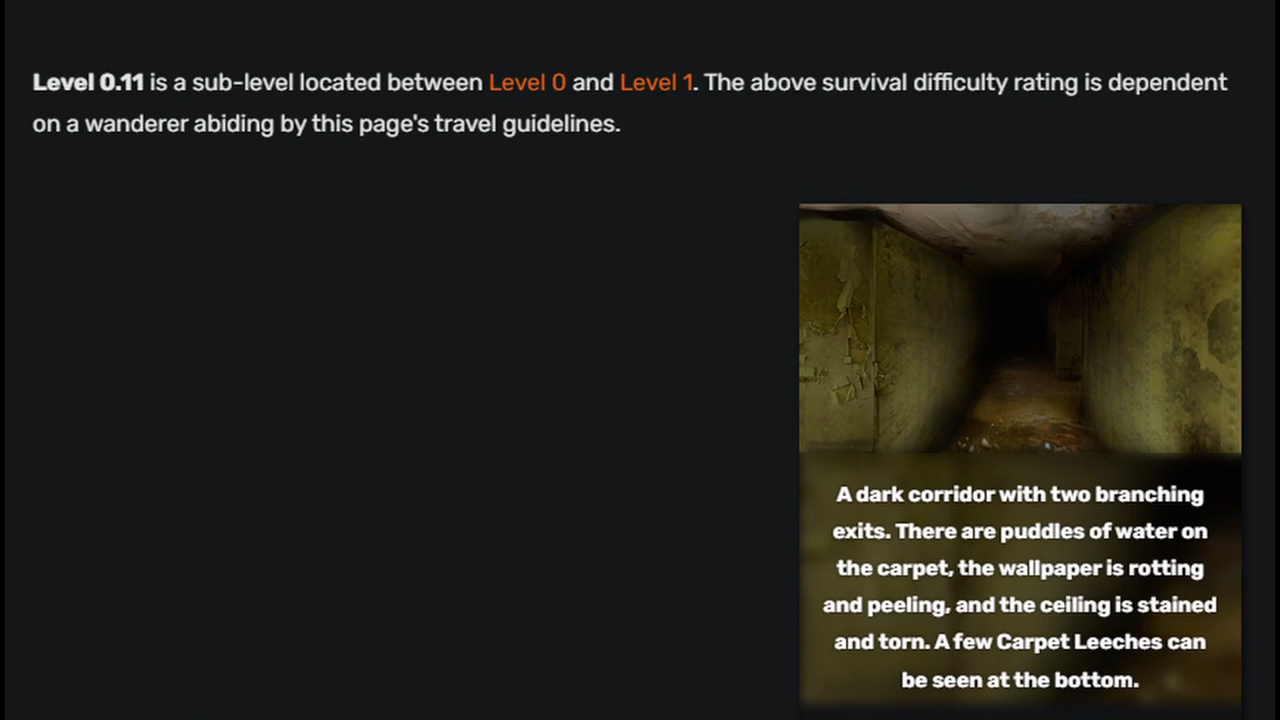 Level 0.11 is a sub-level located between Level 0 and Level 1. The above survival difficulty rating is dependent
on a wanderer abiding by this page's travel guidelines.
A dark corridor with two branching
exits. There are puddles of water on
the carpet, the wallpaper is rotting
and peeling, and the ceiling is stained
and torn. A few Carpet Leeches can
be seen at the bottom.